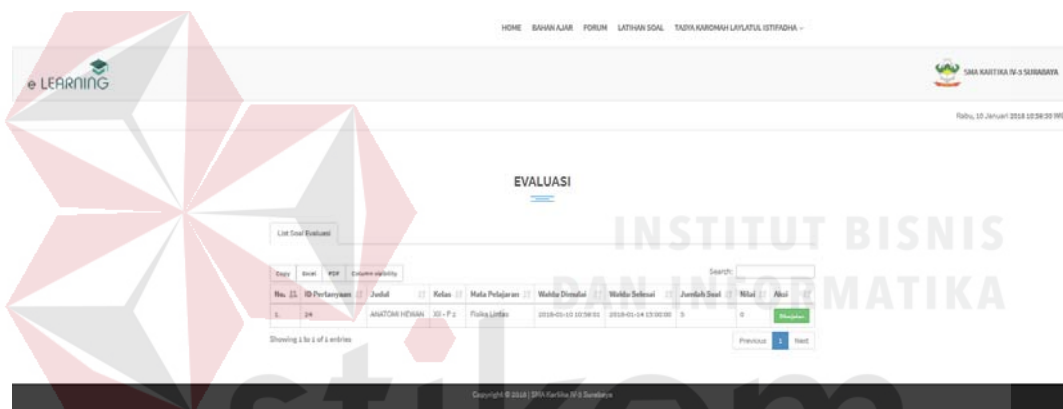 HOME BAHAN AJAR FORUM LATIHAN SOAL TASYA KAROMAH LAYLATUL ISTIFADHA
e LEARNING
SMA KARTIKA IV-3 SURABAYA
Rabu, 10 Januari 2018 10:58:30 WIB
EVALUASI
INSTITUT BISNIS
DAN INFORMATIKA
List Soal Evaluasi
Copy Excel PDF Column visibility
Search:
No. ID Pertanyaan Judul Kelas Mata Pelajaran Waktu Dimulai Waktu Selesai Jumlah Soal Nilai Aksi
1. 24 ANATOMI HEWAN XII - P 2 Fisika Lintas 2018-01-10 10:58:01 2018-01-14 15:00:00 5 0
Showing 1 to 1 of 1 entries
Previous 1 Next
Copyright © 2018 | SMA Kartika IV-3 Surabaya
stikom